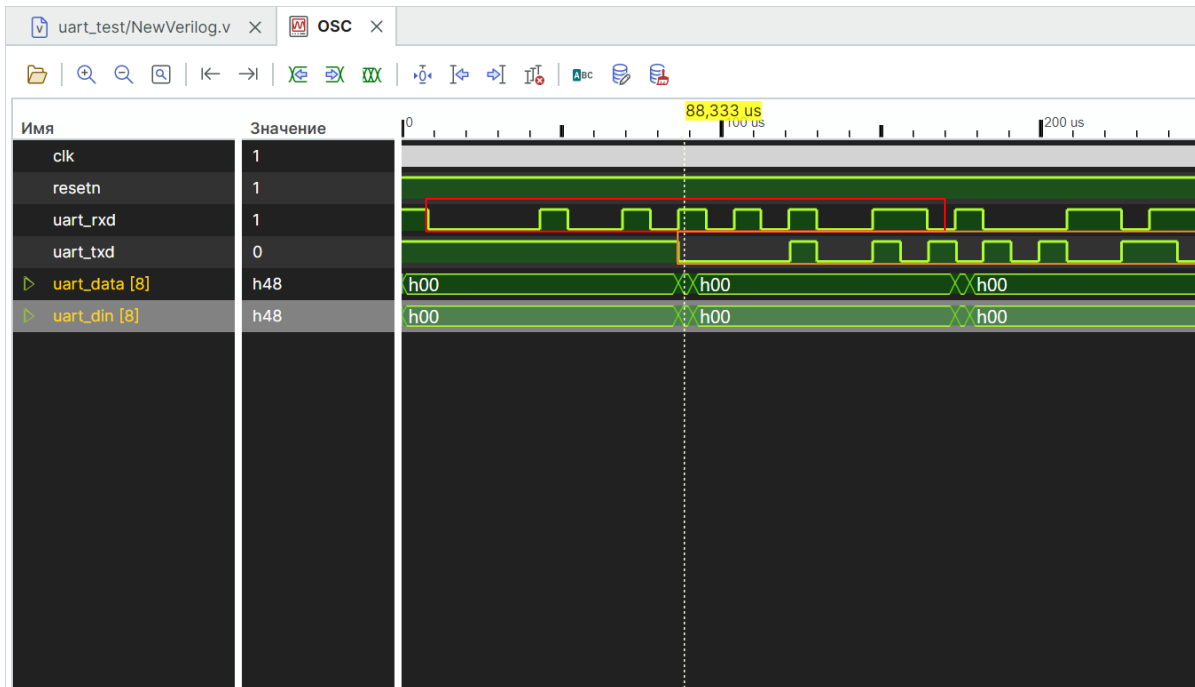 uart_test/NewVerilog.v OSC
ABC
88,333 us
Имя Значение 0 100 us 200 us
clk 1
resetn 1
uart_rxd 1
uart_txd 0
uart_data [8] h48 h00 h00 h00
uart_din [8] h48 h00 h00 h00